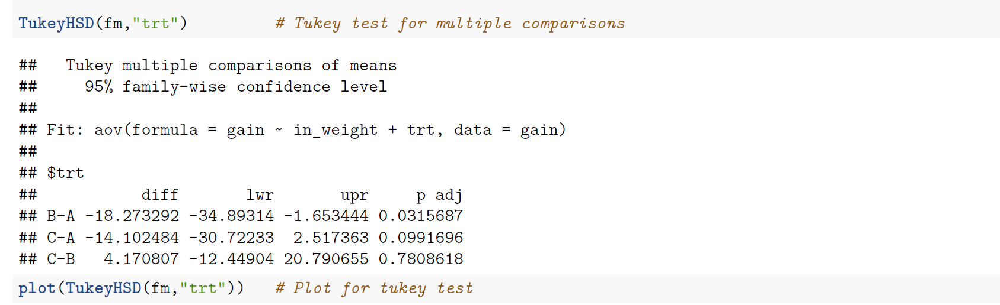 TukeyHSD(fm,"trt")          # Tukey test for multiple comparisons
##   Tukey multiple comparisons of means
##     95% family-wise confidence level
##
## Fit: aov(formula = gain ~ in_weight + trt, data = gain)
##
## $trt
##           diff       lwr       upr     p adj
## B-A -18.273292 -34.89314 -1.653444 0.0315687
## C-A -14.102484 -30.72233  2.517363 0.0991696
## C-B   4.170807 -12.44904 20.790655 0.7808618
plot(TukeyHSD(fm,"trt"))   # Plot for tukey test